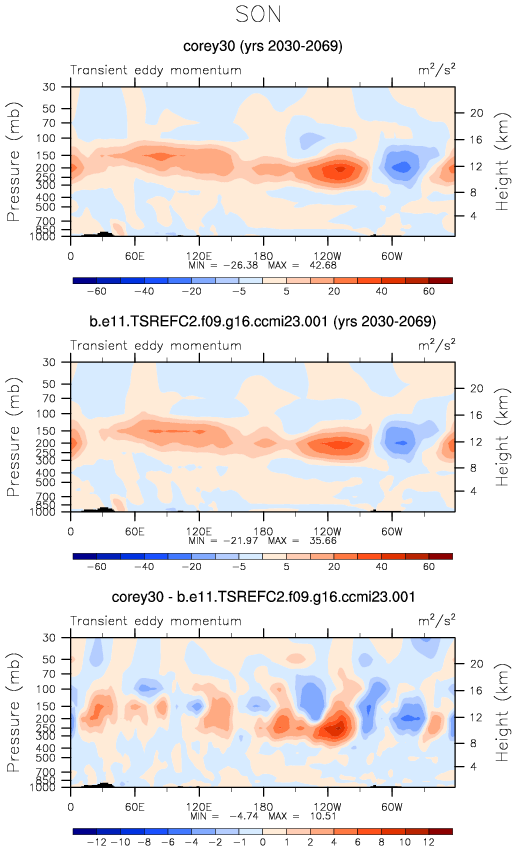 SON
corey30 (yrs 2030-2069)
Transient eddy momentum m²/s²
Pressure (mb)
30
50
70
100
150
200
250
300
400
500
700
850
1000
Height (km)
20
16
12
8
4
0 60E 120E 180 120W 60W
MIN = -26.38 MAX = 42.68
-60 -40 -20 -5 5 20 40 60
b.e11.TSREFC2.f09.g16.ccmi23.001 (yrs 2030-2069)
Transient eddy momentum m²/s²
Pressure (mb)
30
50
70
100
150
200
250
300
400
500
700
850
1000
Height (km)
20
16
12
8
4
0 60E 120E 180 120W 60W
MIN = -21.97 MAX = 35.66
-60 -40 -20 -5 5 20 40 60
corey30 - b.e11.TSREFC2.f09.g16.ccmi23.001
Transient eddy momentum m²/s²
Pressure (mb)
30
50
70
100
150
200
250
300
400
500
700
850
1000
Height (km)
20
16
12
8
4
0 60E 120E 180 120W 60W
MIN = -4.74 MAX = 10.51
-12 -10 -8 -6 -4 -2 -1 0 1 2 4 6 8 10 12